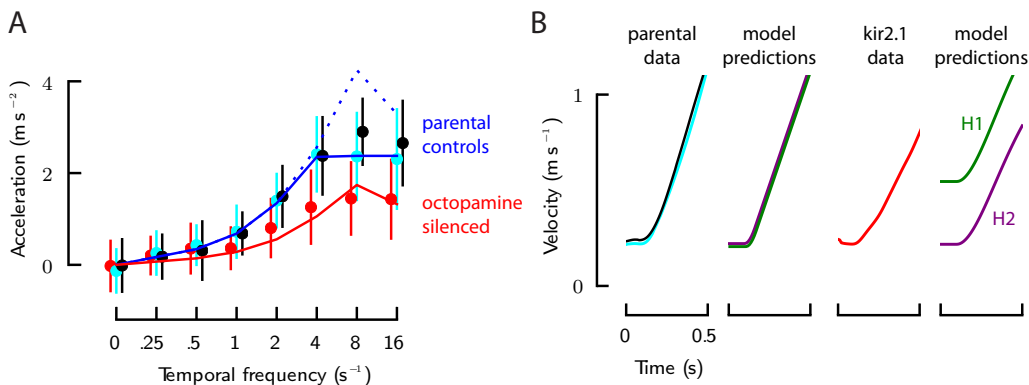 A
Acceleration (m s⁻²)
4
2
0
parental
controls
octopamine
silenced
0 .25 .5 1 2 4 8 16
Temporal frequency (s⁻¹)
B
parental
data
model
predictions
kir2.1
data
model
predictions
Velocity (m s⁻¹)
1
0
H1
H2
0 0.5
Time (s)